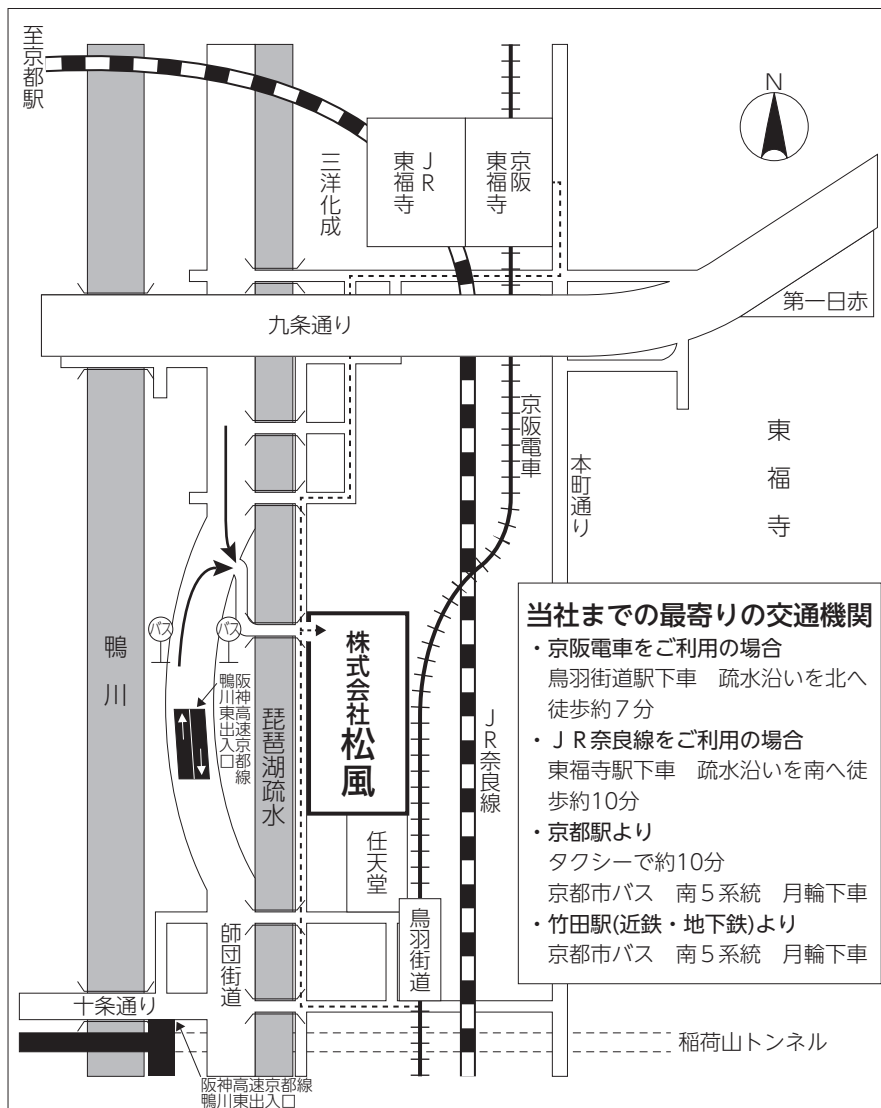 至京都駅
N
三洋化成
ＪＲ
東福寺
京阪
東福寺
第一日赤
九条通り
京阪電車
本町通り
東福寺
バス
バス
鴨川
阪神高速京都線
鴨川東出入口
琵琶湖疏水
株式会社 松風
ＪＲ奈良線
任天堂
鳥羽街道
師団街道
十条通り
稲荷山トンネル
阪神高速京都線
鴨川東出入口
当社までの最寄りの交通機関
・京阪電車をご利用の場合
鳥羽街道駅下車　疏水沿いを北へ
徒歩約７分
・ＪＲ奈良線をご利用の場合
東福寺駅下車　疏水沿いを南へ徒
歩約10分
・京都駅より
タクシーで約10分
京都市バス　南５系統　月輪下車
・竹田駅(近鉄・地下鉄)より
京都市バス　南５系統　月輪下車